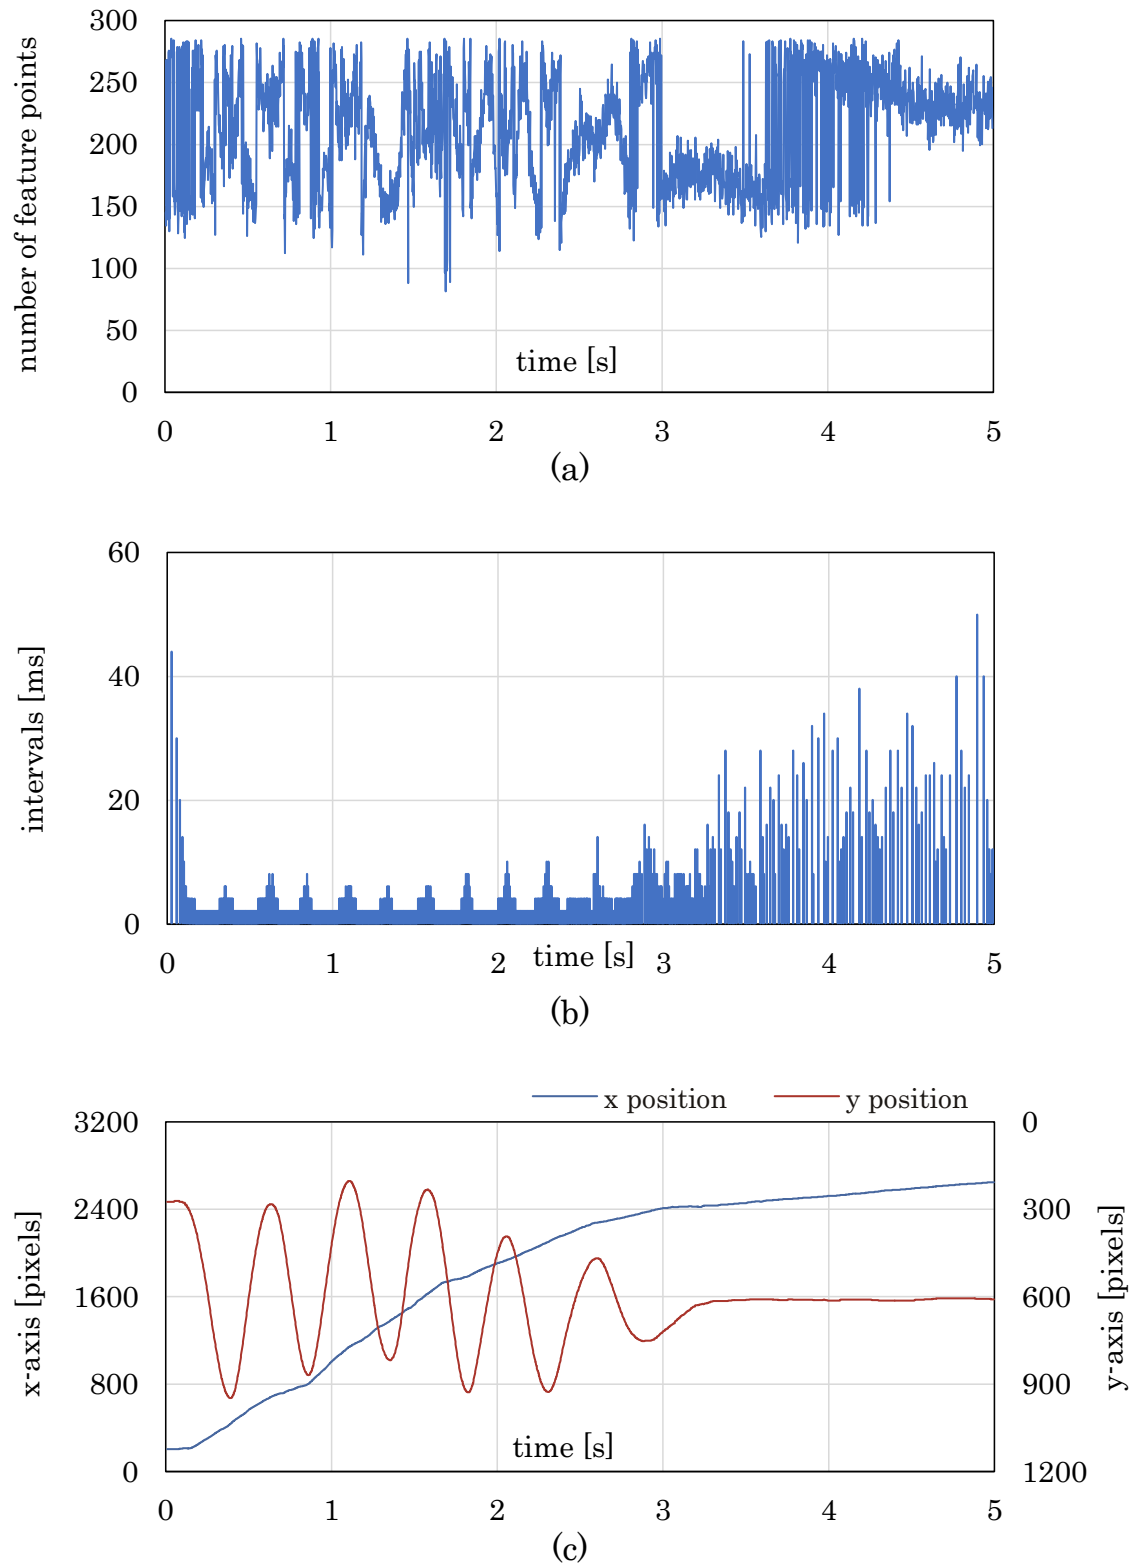 number of feature points
300
250
200
150
100
50
0
time [s]
0 1 2 3 4 5
(a)
intervals [ms]
60
40
20
0
time [s]
0 1 2 3 4 5
(b)
x position y position
x-axis [pixels]
3200
2400
1600
800
0
0
300
600
900
1200
y-axis [pixels]
time [s]
0 1 2 3 4 5
(c)